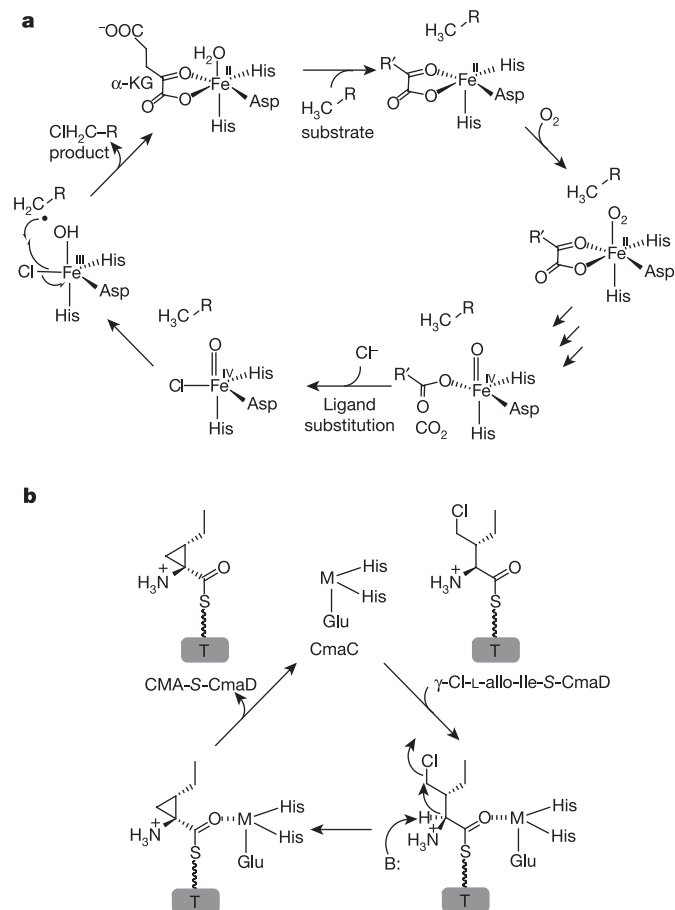 a
⁻OOC
α-KG
O
O
O
H₂O
Fe
II
His
Asp
His
H₃C
R
substrate
H₃C
R
R′
O
O
O
Fe
II
His
Asp
His
O₂
H₃C
R
O₂
R′
O
O
O
Fe
II
His
Asp
His
H₃C
R
O
R′
O
O
CO₂
Fe
IV
His
Asp
His
Cl⁻
Ligand
substitution
H₃C
R
O
Cl
Fe
IV
His
Asp
His
H₂C
R
•
OH
Cl
Fe
III
His
Asp
His
ClH₂C–R
product
b
H₃N
+
O
S
T
M
His
His
Glu
CmaC
Cl
H₃N
+
O
S
T
CMA-S-CmaD
γ-Cl-L-allo-Ile-S-CmaD
H₃N
+
O
M
His
His
Glu
S
T
Cl
H
H₃N
+
B:
O
M
His
His
Glu
S
T